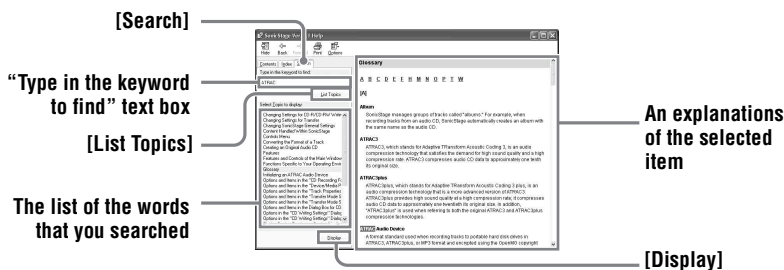 [Search]
"Type in the keyword
to find" text box
[List Topics]
The list of the words
that you searched
SonicStage Ver. Help
Hide Back Print Options
Contents Index
Type in the keyword to find:
ATRAC
List Topics
Select Topic to display:
Changing Settings for CD-R/CD-RW Writin
Changing Settings for Transfer
Changing SonicStage General Settings
Content Handled Within SonicStage
Controls Menu
Converting the Format of a Track
Creating an Original Audio CD
Features
Features and Controls of the Main Window
Functions Specific to Your Operating Envir
Glossary
Initializing an ATRAC Audio Device
Options and Items in the "CD Recording Fo
Options and Items in the "Device/Media P
Options and Items in the "Track Properties
Options and Items in the "Transfer Mode S
Options and Items in the "Transfer Mode S
Options and Items in the Dialog Box for CD
Options in the "CD Writing Settings" Dialog
Options in the "CD Writing Settings" Dialog
Display
Glossary
A B C D E F H M N O P T W
[A]
Album
SonicStage manages groups of tracks called "albums." For example, when
recording tracks from an audio CD, SonicStage automatically creates an album with
the same name as the audio CD.
ATRAC3
ATRAC3, which stands for Adaptive TRansform Acoustic Coding 3, is an audio
compression technology that satisfies the demand for high sound quality and a high
compression rate. ATRAC3 compresses audio CD data to approximately one tenth
its original size.
ATRAC3plus
ATRAC3plus, which stands for Adaptive TRansform Acoustic Coding 3 plus, is an
audio compression technology that is a more advanced version of ATRAC3.
ATRAC3plus provides high sound quality at a high compression rate; it compresses
audio CD data to approximately one twentieth its original size. In addition,
"ATRAC3plus" is used when referring to both the original ATRAC3 and ATRAC3plus
compression technologies.
ATRAC Audio Device
A format standard used when recording tracks to portable hard disk drives in
ATRAC3, ATRAC3plus, or MP3 format and encrypted using the OpenMG copyright
An explanations
of the selected
item
[Display]